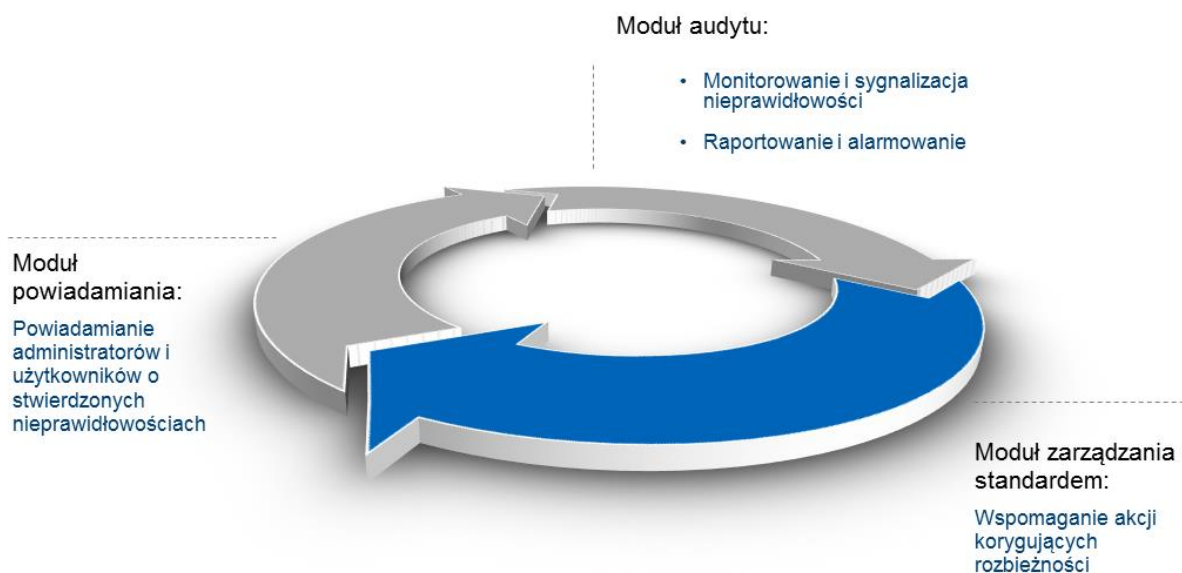 Moduł audytu:
• Monitorowanie i sygnalizacja
nieprawidłowości
• Raportowanie i alarmowanie
Moduł
powiadamiania:
Powiadamianie
administratorów i
użytkowników o
stwierdzonych
nieprawidłowościach
Moduł zarządzania
standardem:
Wspomaganie akcji
korygujących
rozbieżności